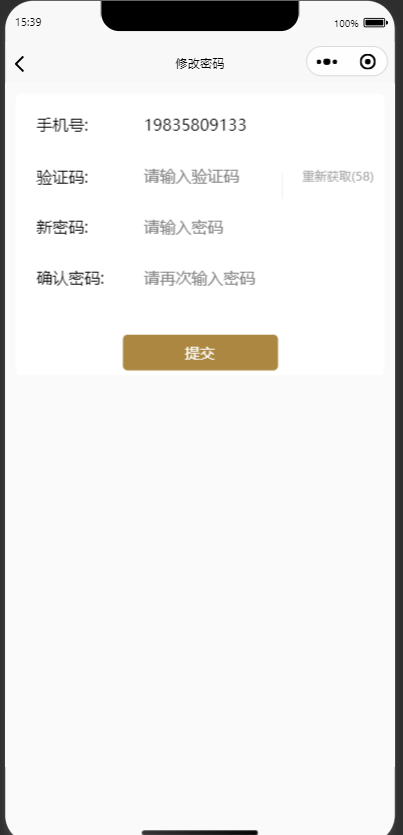 15:39
100%
修改密码
手机号: 19835809133
验证码: 请输入验证码 重新获取(58)
新密码: 请输入密码
确认密码: 请再次输入密码
提交